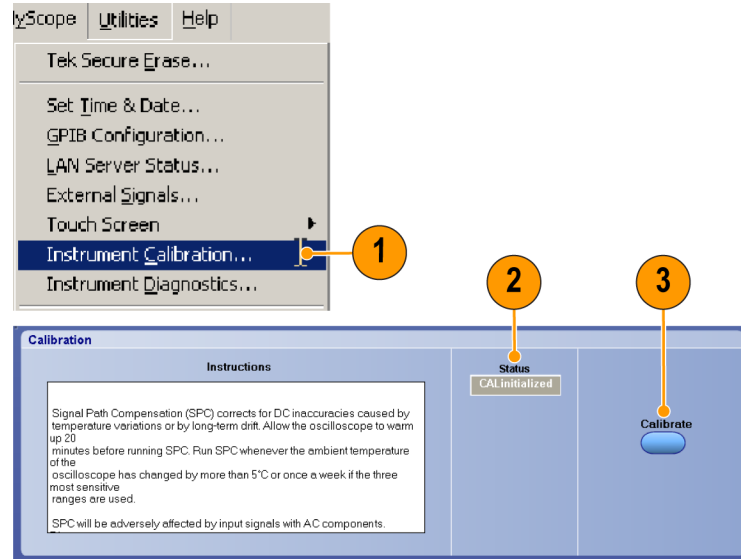 yScope Utilities Help
Tek Secure Erase...
Set Time & Date...
GPIB Configuration...
LAN Server Status...
External Signals...
Touch Screen
Instrument Calibration...
Instrument Diagnostics...
1
2
3
Calibration
Instructions
Status
CALinitialized
Calibrate
Signal Path Compensation (SPC) corrects for DC inaccuracies caused by
temperature variations or by long-term drift. Allow the oscilloscope to warm
up 20
minutes before running SPC. Run SPC whenever the ambient temperature
of the
oscilloscope has changed by more than 5°C or once a week if the three
most sensitive
ranges are used.
SPC will be adversely affected by input signals with AC components.